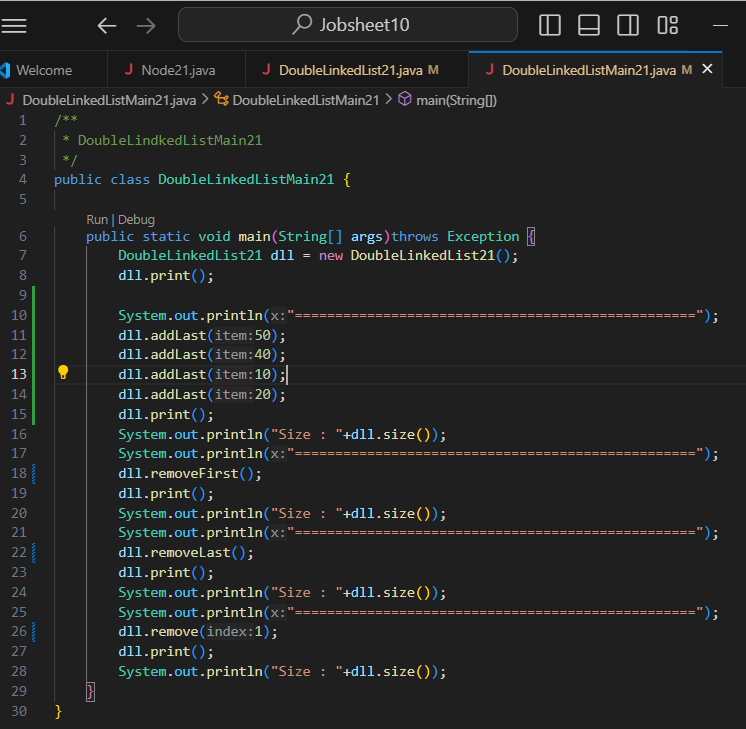 Jobsheet10
Welcome
J Node21.java
J DoubleLinkedList21.java M
J DoubleLinkedListMain21.java M
J DoubleLinkedListMain21.java > DoubleLinkedListMain21 > main(String[])
1 /**
2  * DoubleLindkedListMain21
3  */
4 public class DoubleLinkedListMain21 {
5
Run | Debug
6     public static void main(String[] args)throws Exception {
7         DoubleLinkedList21 dll = new DoubleLinkedList21();
8         dll.print();
9
10         System.out.println(x:"==================================================");
11         dll.addLast(item:50);
12         dll.addLast(item:40);
13         dll.addLast(item:10);
14         dll.addLast(item:20);
15         dll.print();
16         System.out.println("Size : "+dll.size());
17         System.out.println(x:"==================================================");
18         dll.removeFirst();
19         dll.print();
20         System.out.println("Size : "+dll.size());
21         System.out.println(x:"==================================================");
22         dll.removeLast();
23         dll.print();
24         System.out.println("Size : "+dll.size());
25         System.out.println(x:"==================================================");
26         dll.remove(index:1);
27         dll.print();
28         System.out.println("Size : "+dll.size());
29     }
30 }